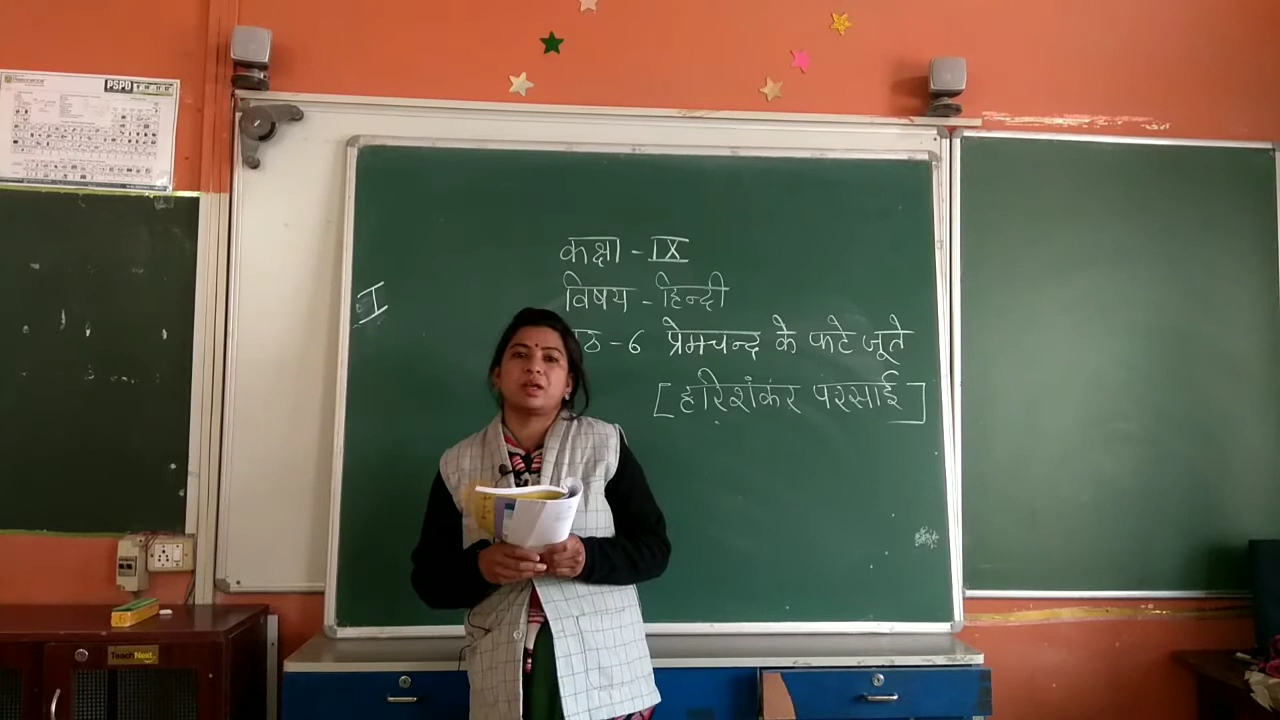 PSPD
I
कक्षा - IX
विषय - हिन्दी
ठ - 6 प्रेमचन्द के फटे जूते
[हरिशंकर परसाई]
TeachNext